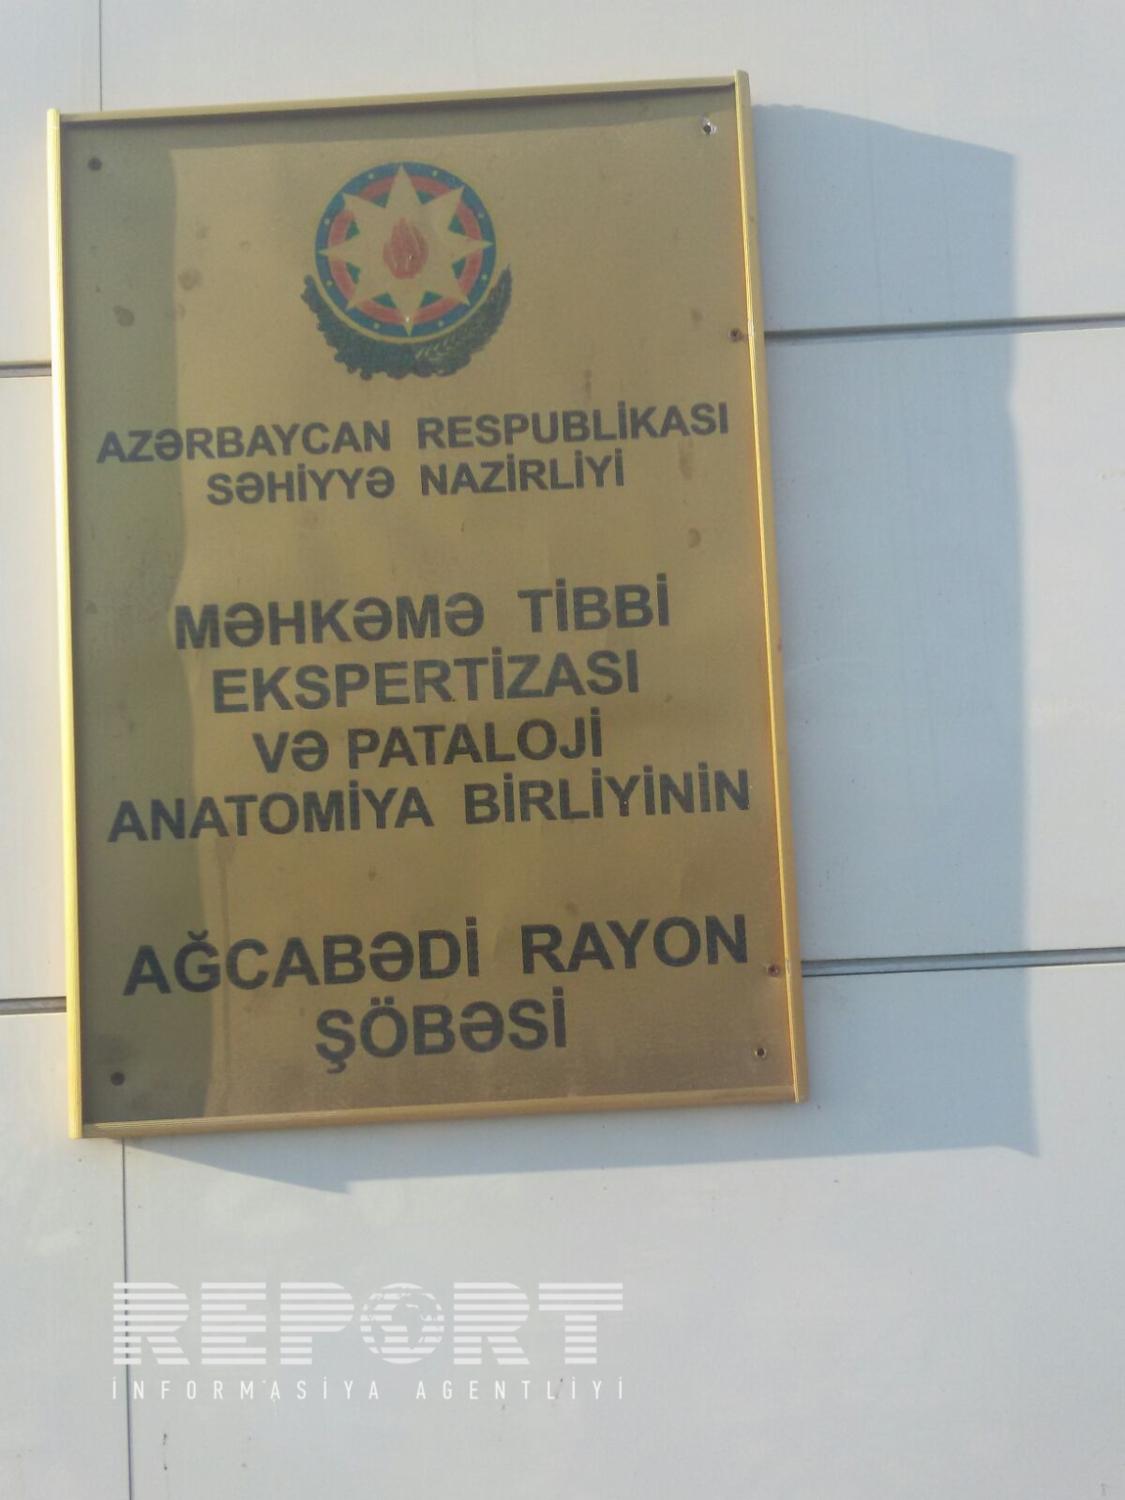 AZƏRBAYCAN RESPUBLİKASI
SƏHİYYƏ NAZİRLİYİ
MƏHKƏMƏ TİBBİ
EKSPERTİZASI
VƏ PATALOJİ
ANATOMİYA BİRLİYİNİN
AĞCABƏDİ RAYON
ŞÖBƏSİ
REPORT
İNFORMASİYA AGENTLİYİ